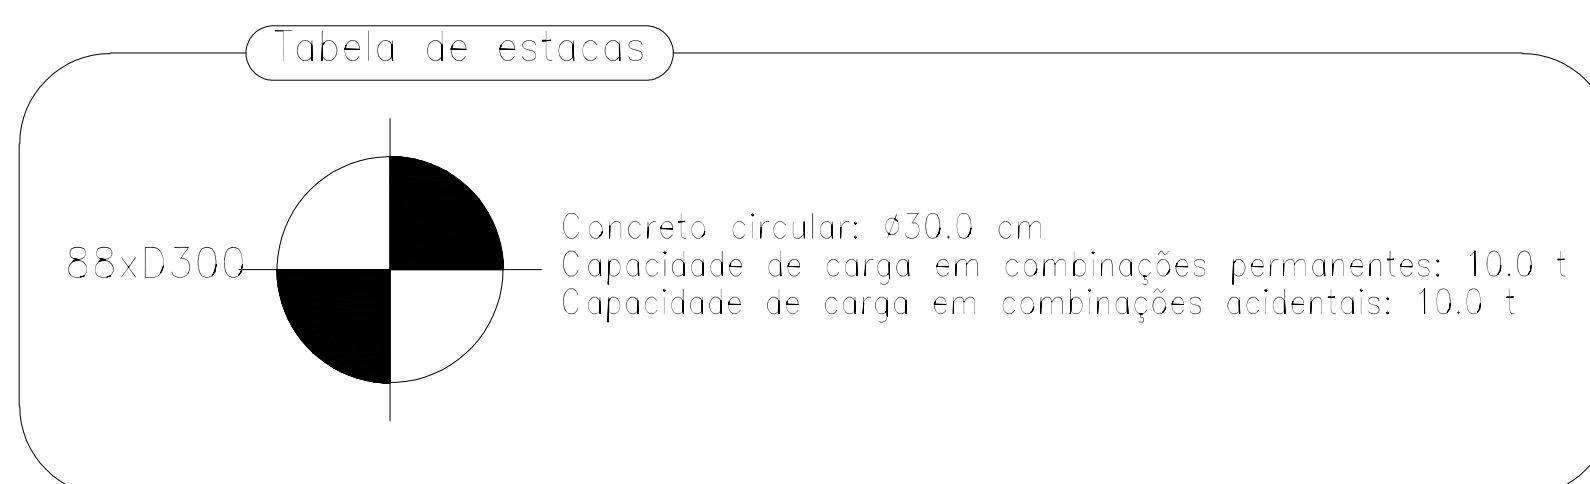 Tabela de estacas
88xD300
Concreto circular: Ø30.0 cm
Capacidade de carga em combinações permanentes: 10.0 t
Capacidade de carga em combinações acidentais: 10.0 t